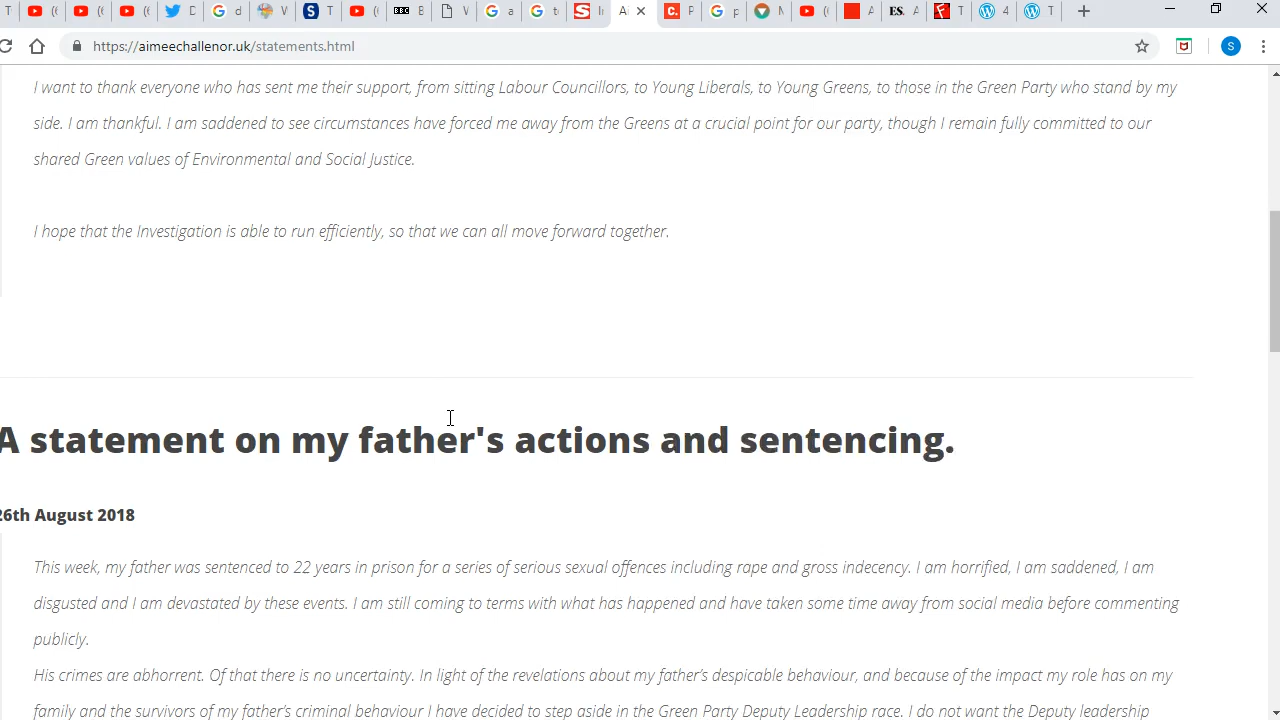 T ( ( ( D G d V S T ( BBC B V G a G t S I A C. P G p M ( A ES. A T 4 T
https://aimeechallenor.uk/statements.html S
I want to thank everyone who has sent me their support, from sitting Labour Councillors, to Young Liberals, to Young Greens, to those in the Green Party who stand by my
side. I am thankful. I am saddened to see circumstances have forced me away from the Greens at a crucial point for our party, though I remain fully committed to our
shared Green values of Environmental and Social Justice.
I hope that the Investigation is able to run efficiently, so that we can all move forward together.
A statement on my father's actions and sentencing.
26th August 2018
This week, my father was sentenced to 22 years in prison for a series of serious sexual offences including rape and gross indecency. I am horrified, I am saddened, I am
disgusted and I am devastated by these events. I am still coming to terms with what has happened and have taken some time away from social media before commenting
publicly.
His crimes are abhorrent. Of that there is no uncertainty. In light of the revelations about my father's despicable behaviour, and because of the impact my role has on my
family and the survivors of my father's criminal behaviour I have decided to step aside in the Green Party Deputy Leadership race. I do not want the Deputy leadership